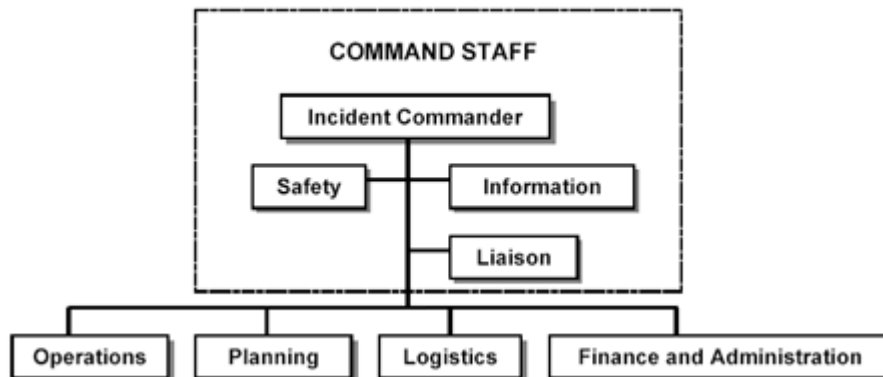 COMMAND STAFF
Incident Commander
Safety
Information
Liaison
Operations
Planning
Logistics
Finance and Administration